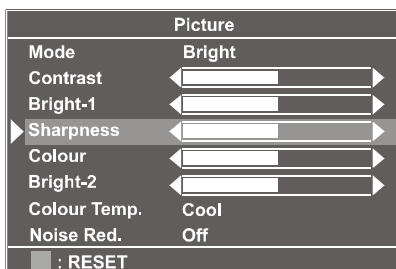 Picture
Mode Bright
Contrast
Bright-1
Sharpness
Colour
Bright-2
Colour Temp. Cool
Noise Red. Off
: RESET